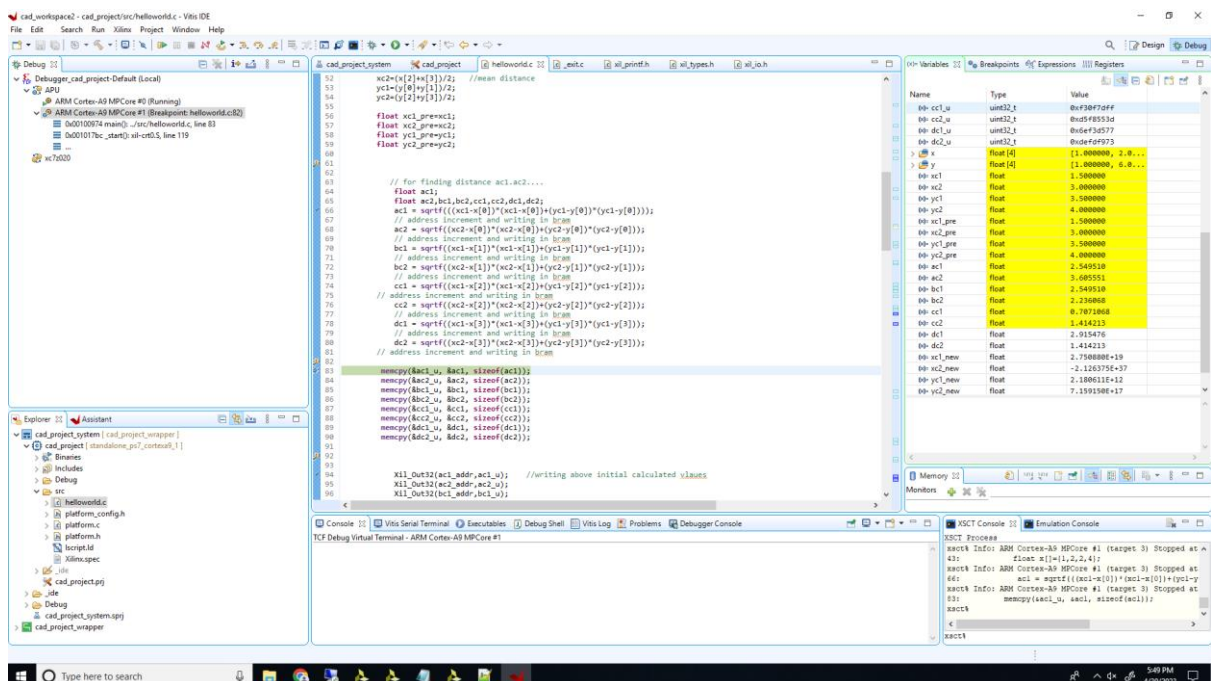 cad_workspace2 - cad_project/src/helloworld.c - Vitis IDE
File Edit Search Run Xilinx Project Window Help
Design Debug
Debug
Debugger_cad_project-Default (Local)
APU
ARM Cortex-A9 MPCore #0 (Running)
ARM Cortex-A9 MPCore #1 (Breakpoint: helloworld.c:82)
0x00100974 main(): ../src/helloworld.c, line 83
0x001017bc _start(): xil-crt0.S, line 119
...
xc7z020
cad_project_system cad_project helloworld.c _exit.c xil_printf.h xil_types.h xil_io.h
52 xc2=(x[2]+x[3])/2; //mean distance
53 yc1=(y[0]+y[1])/2;
54 yc2=(y[2]+y[3])/2;
55
56 float xc1_pre=xc1;
57 float xc2_pre=xc2;
58 float yc1_pre=yc1;
59 float yc2_pre=yc2;
60
61
62
63 // for finding distance ac1.ac2....
64 float ac1;
65 float ac2,bc1,bc2,cc1,cc2,dc1,dc2;
66 ac1 = sqrtf(((xc1-x[0])*(xc1-x[0])+(yc1-y[0])*(yc1-y[0])));
67 // address increment and writing in bram
68 ac2 = sqrtf((xc2-x[0])*(xc2-x[0])+(yc2-y[0])*(yc2-y[0]));
69 // address increment and writing in bram
70 bc1 = sqrtf((xc1-x[1])*(xc1-x[1])+(yc1-y[1])*(yc1-y[1]));
71 // address increment and writing in bram
72 bc2 = sqrtf((xc2-x[1])*(xc2-x[1])+(yc2-y[1])*(yc2-y[1]));
73 // address increment and writing in bram
74 cc1 = sqrtf((xc1-x[2])*(xc1-x[2])+(yc1-y[2])*(yc1-y[2]));
75 // address increment and writing in bram
76 cc2 = sqrtf((xc2-x[2])*(xc2-x[2])+(yc2-y[2])*(yc2-y[2]));
77 // address increment and writing in bram
78 dc1 = sqrtf((xc1-x[3])*(xc1-x[3])+(yc1-y[3])*(yc1-y[3]));
79 // address increment and writing in bram
80 dc2 = sqrtf((xc2-x[3])*(xc2-x[3])+(yc2-y[3])*(yc2-y[3]));
81 // address increment and writing in bram
82
83 memcpy(&ac1_u, &ac1, sizeof(ac1));
84 memcpy(&ac2_u, &ac2, sizeof(ac2));
85 memcpy(&bc1_u, &bc1, sizeof(bc1));
86 memcpy(&bc2_u, &bc2, sizeof(bc2));
87 memcpy(&cc1_u, &cc1, sizeof(cc1));
88 memcpy(&cc2_u, &cc2, sizeof(cc2));
89 memcpy(&dc1_u, &dc1, sizeof(dc1));
90 memcpy(&dc2_u, &dc2, sizeof(dc2));
91
92
93
94 Xil_Out32(ac1_addr,ac1_u); //writing above initial calculated vlaues
95 Xil_Out32(ac2_addr,ac2_u);
96 Xil_Out32(bc1_addr,bc1_u);
Variables Breakpoints Expressions Registers
Name Type Value
cc1_u uint32_t 0xf30f7dff
cc2_u uint32_t 0xd5f8553d
dc1_u uint32_t 0x6ef3d577
dc2_u uint32_t 0xdefdf973
x float [4] [1.000000, 2.0...
y float [4] [1.000000, 6.0...
xc1 float 1.500000
xc2 float 3.000000
yc1 float 3.500000
yc2 float 4.000000
xc1_pre float 1.500000
xc2_pre float 3.000000
yc1_pre float 3.500000
yc2_pre float 4.000000
ac1 float 2.549510
ac2 float 3.605551
bc1 float 2.549510
bc2 float 2.236068
cc1 float 0.7071068
cc2 float 1.414213
dc1 float 2.915476
dc2 float 1.414213
xc1_new float 2.750880E+19
xc2_new float -2.126375E+37
yc1_new float 2.180611E+12
yc2_new float 7.159150E+17
Explorer Assistant
cad_project_system [ cad_project_wrapper ]
cad_project [ standalone_ps7_cortexa9_1 ]
Binaries
Includes
Debug
src
helloworld.c
platform_config.h
platform.c
platform.h
lscript.ld
Xilinx.spec
_ide
cad_project.prj
_ide
Debug
cad_project_system.sprj
cad_project_wrapper
Memory
Monitors
Console Vitis Serial Terminal Executables Debug Shell Vitis Log Problems Debugger Console
TCF Debug Virtual Terminal - ARM Cortex-A9 MPCore #1
XSCT Console Emulation Console
XSCT Process
xsct% Info: ARM Cortex-A9 MPCore #1 (target 3) Stopped at
43: float x[]={1,2,2,4};
xsct% Info: ARM Cortex-A9 MPCore #1 (target 3) Stopped at
66: ac1 = sqrtf(((xc1-x[0])*(xc1-x[0])+(yc1-y
xsct% Info: ARM Cortex-A9 MPCore #1 (target 3) Stopped at
83: memcpy(&ac1_u, &ac1, sizeof(ac1));
xsct%
xsct%
Type here to search
5:49 PM